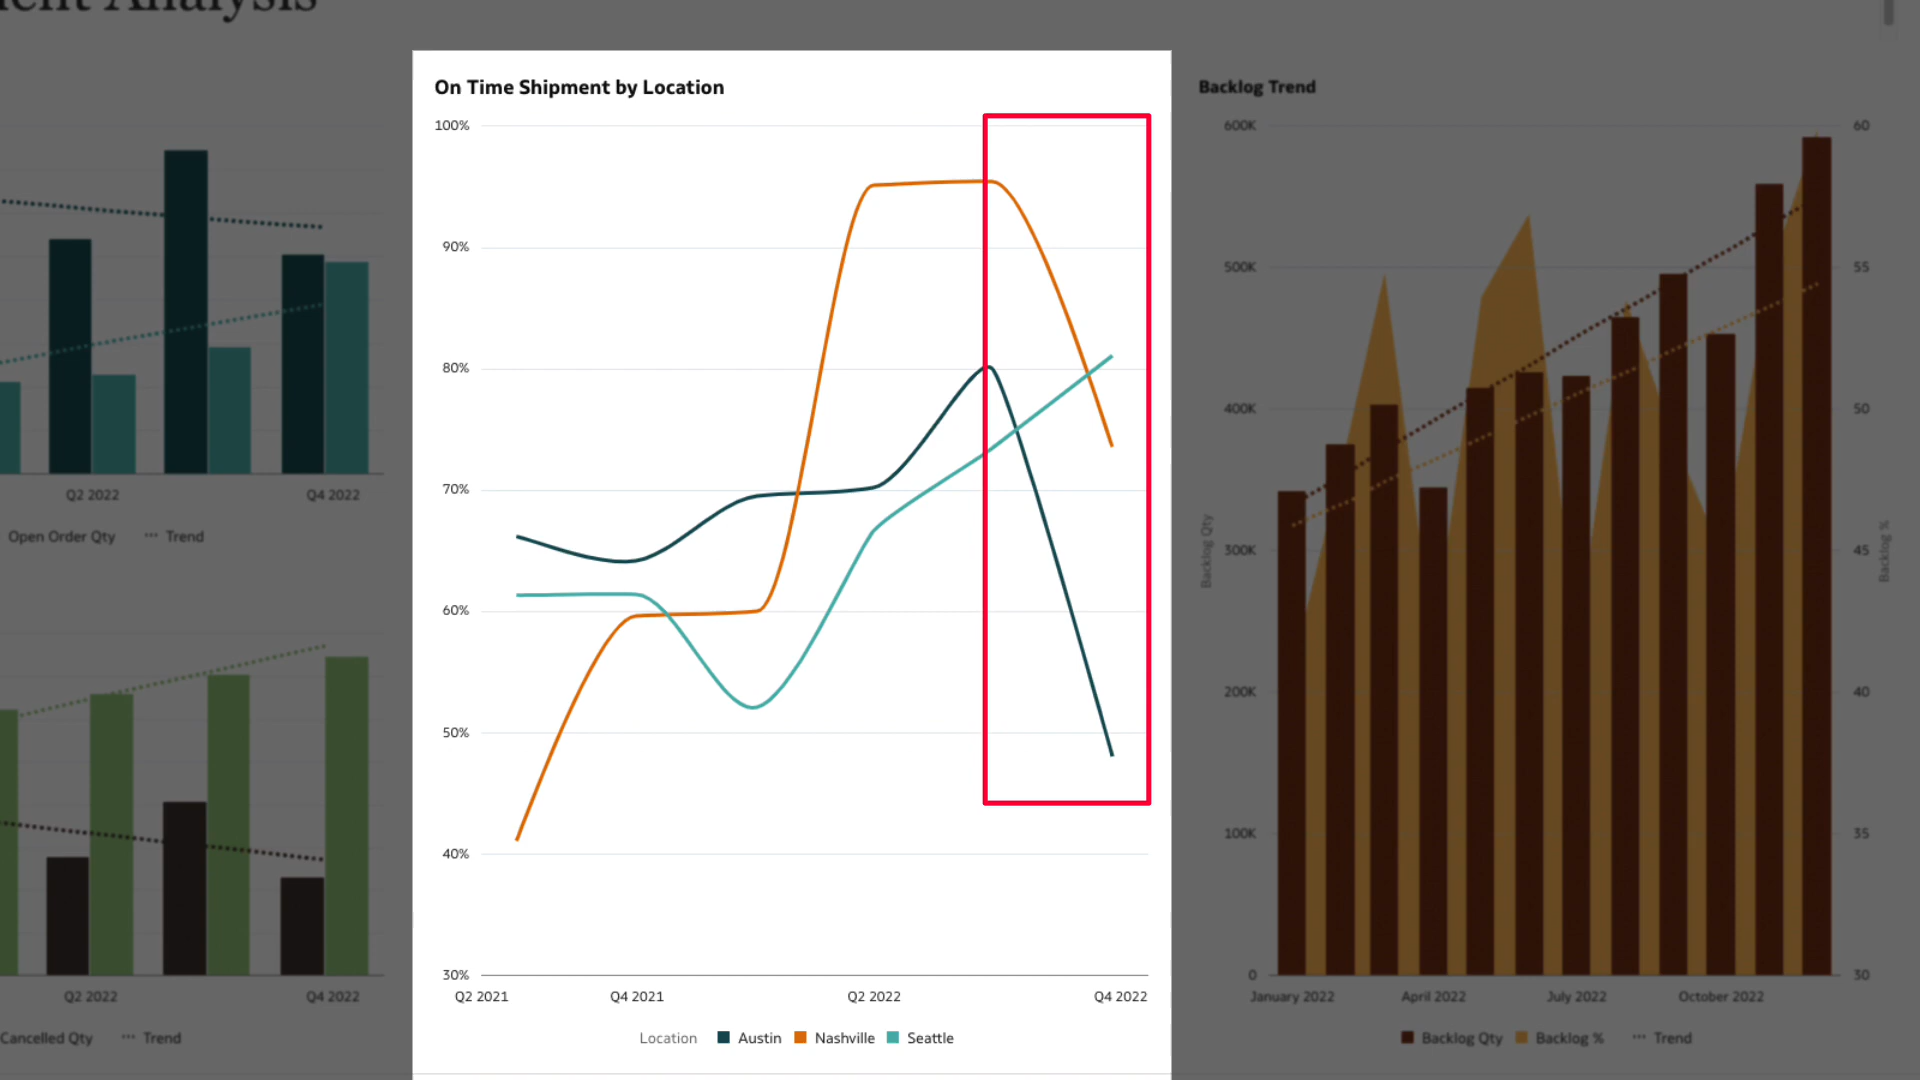 Analysis
On Time Shipment by Location
100%
90%
80%
70%
60%
50%
40%
30%
Q2 2021
Q4 2021
Q2 2022
Q4 2022
Location
Austin
Nashville
Seattle
Q2 2022
Q4 2022
Open Order Qty
Trend
Q2 2022
Q4 2022
Cancelled Qty
Trend
Backlog Trend
600K
500K
400K
300K
200K
100K
0
Backlog Qty
60
55
50
45
40
35
30
Backlog %
January 2022
April 2022
July 2022
October 2022
Backlog Qty
Backlog %
Trend